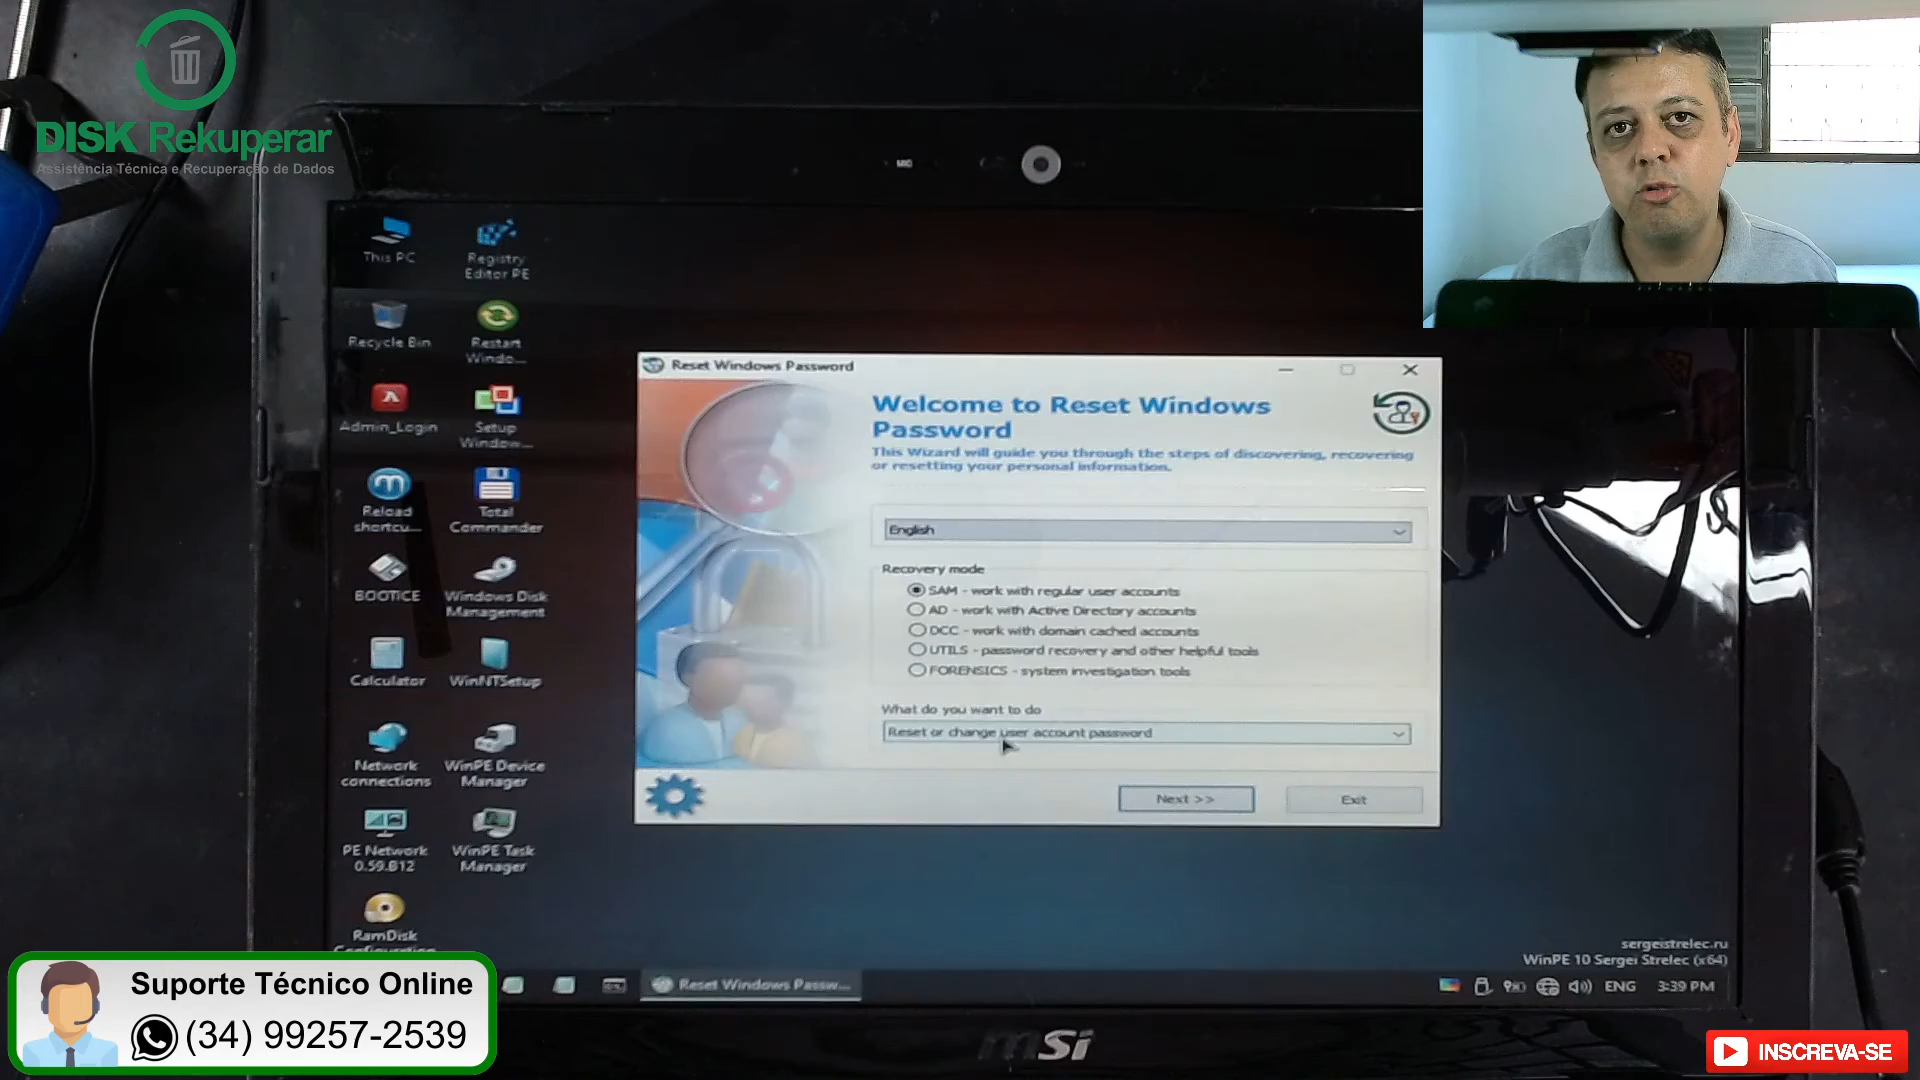 DISK Rekuperar
Assistência Técnica e Recuperação de Dados
MIC
This PC
Registry
Editor PE
Recycle Bin
Restart
Windo...
Admin_Login
Setup
Window...
Reload
shortcu...
Total
Commander
BOOTICE
Windows Disk
Management
Calculator
WinNTSetup
Network
connections
WinPE Device
Manager
PE Network
0.59.B12
WinPE Task
Manager
RamDisk
Configuration
Reset Windows Password
Welcome to Reset Windows
Password
This Wizard will guide you through the steps of discovering, recovering
or resetting your personal information.
English
Recovery mode
SAM - work with regular user accounts
AD - work with Active Directory accounts
DCC - work with domain cached accounts
UTILS - password recovery and other helpful tools
FORENSICS - system investigation tools
What do you want to do
Reset or change user account password
Next >>
Exit
sergeistrelec.ru
WinPE 10 Sergei Strelec (x64)
Reset Windows Passw...
ENG
3:39 PM
msi
Suporte Técnico Online
(34) 99257-2539
INSCREVA-SE